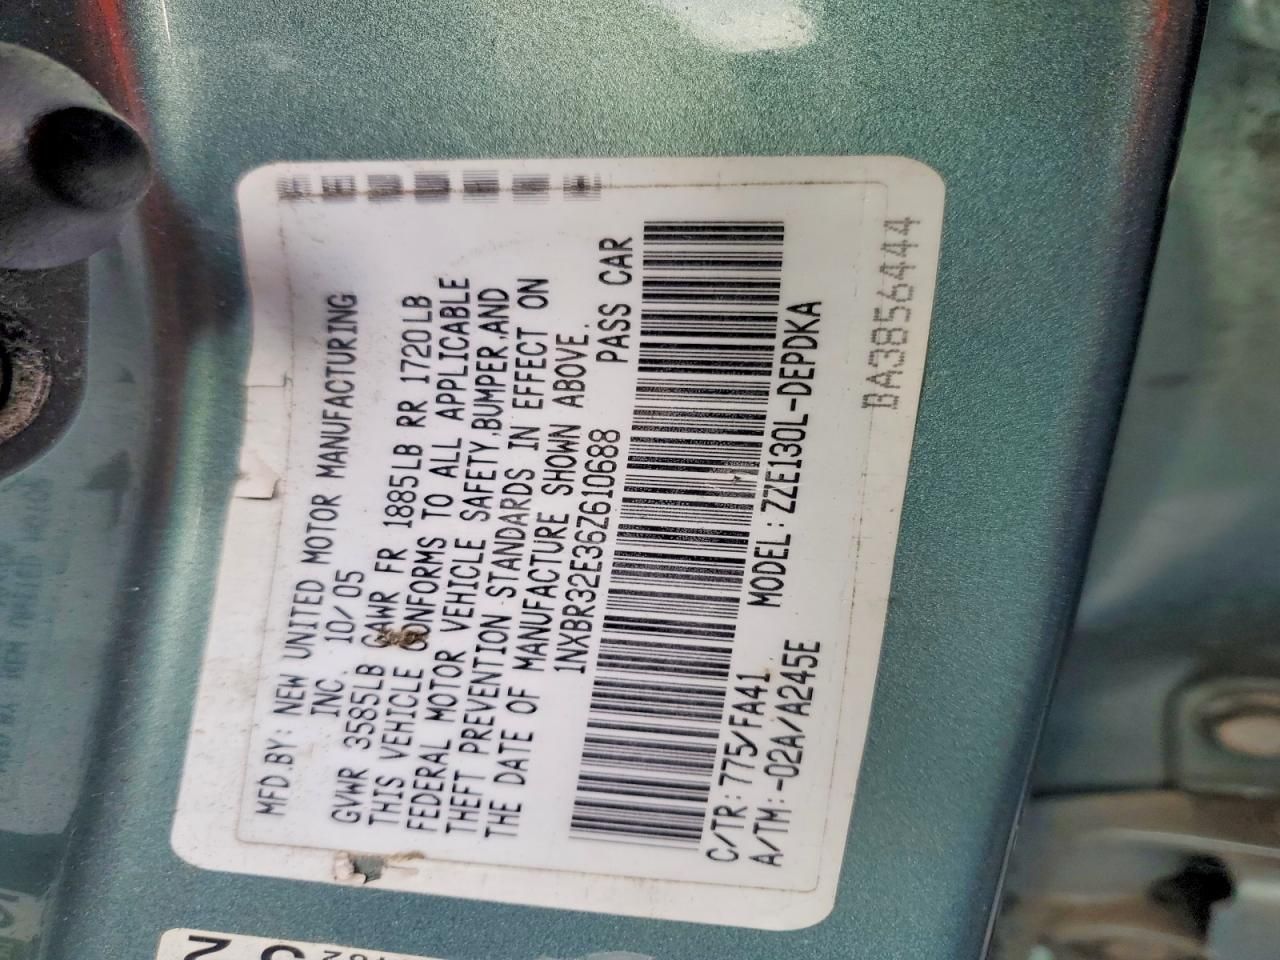 MFD BY: NEW UNITED MOTOR MANUFACTURING
INC. 10/05
GVWR 3585LB GAWR FR 1885LB RR 1720LB
THIS VEHICLE CONFORMS TO ALL APPLICABLE
FEDERAL MOTOR VEHICLE SAFETY,BUMPER,AND
THEFT PREVENTION STANDARDS IN EFFECT ON
THE DATE OF MANUFACTURE SHOWN ABOVE.
1NXBR32E36Z610688 PASS CAR
C/TR:775/FA41 MODEL:ZZE130L-DEPDKA
A/TM:-02A/A245E
BA3856444